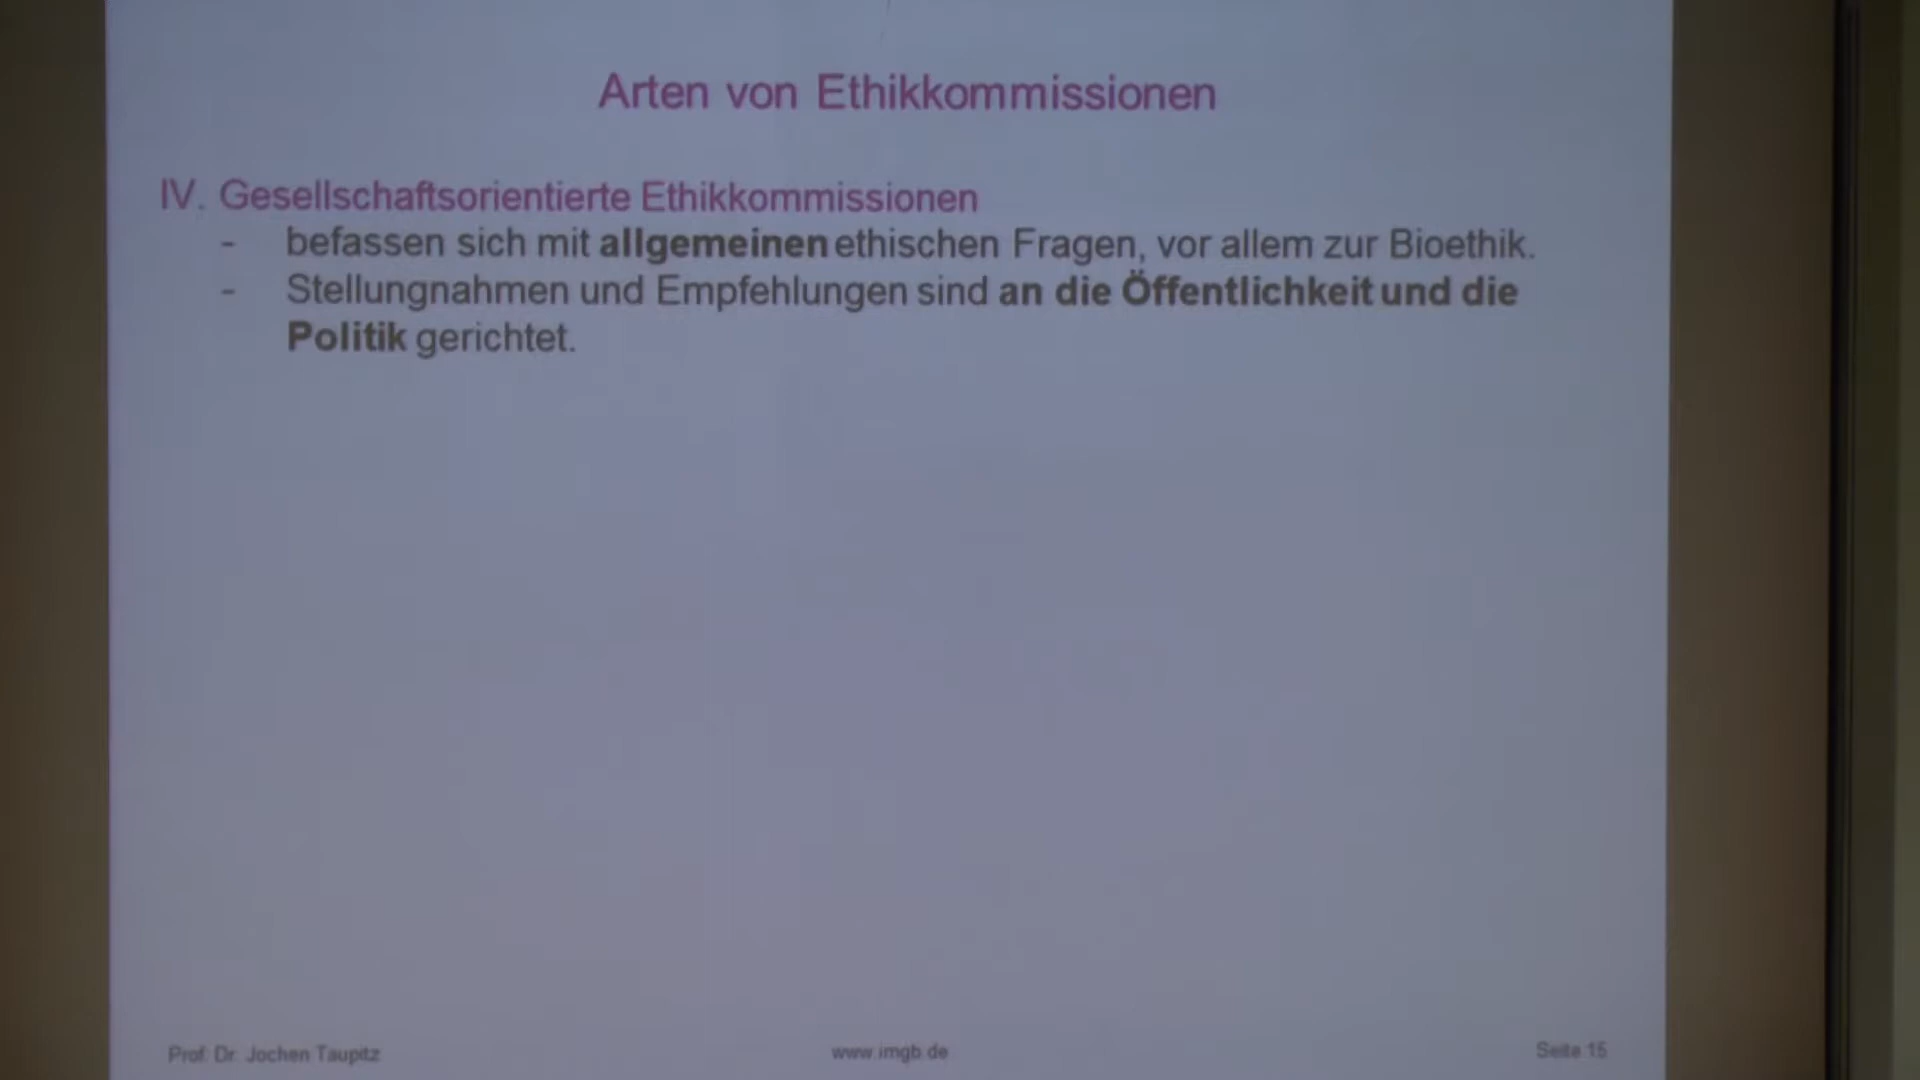 Arten von Ethikkommissionen
IV. Gesellschaftsorientierte Ethikkommissionen
- befassen sich mit allgemeinen ethischen Fragen, vor allem zur Bioethik.
- Stellungnahmen und Empfehlungen sind an die Öffentlichkeit und die
Politik gerichtet.
Prof. Dr. Jochen Taupitz www.imgb.de Seite 15